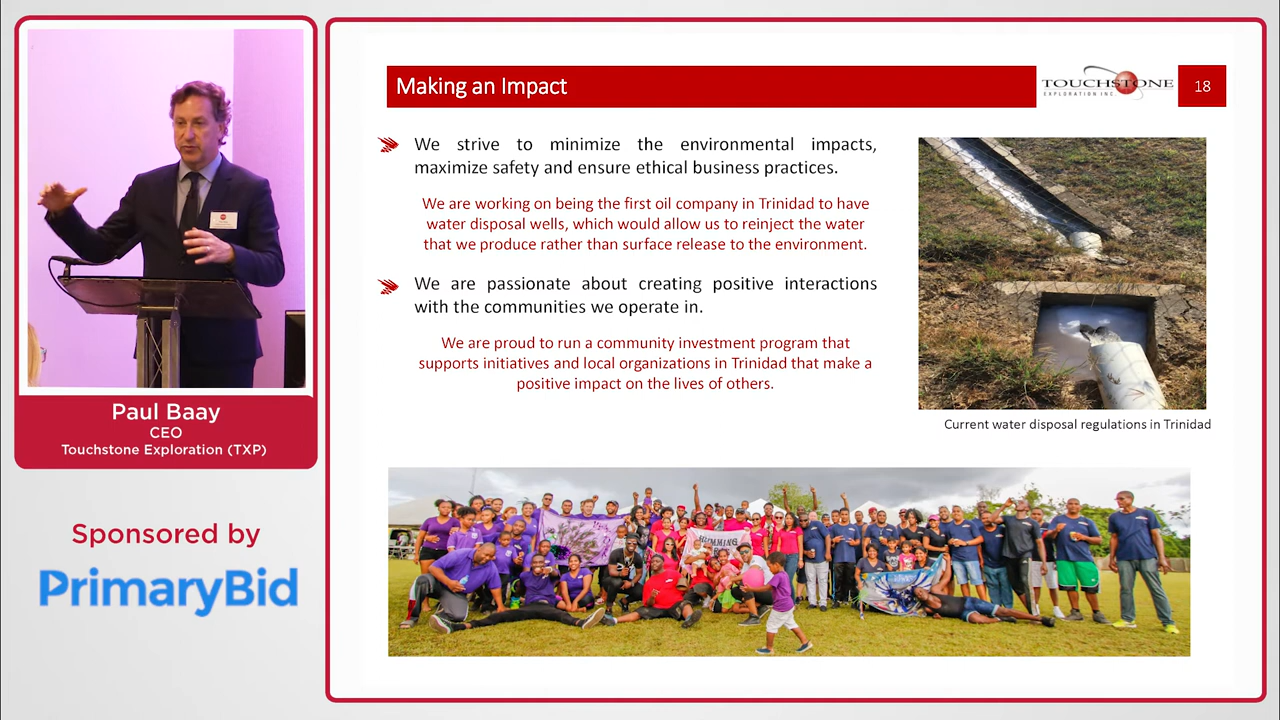 Making an Impact
TOUCHSTONE
EXPLORATION INC.
18
We strive to minimize the environmental impacts,
maximize safety and ensure ethical business practices.
We are working on being the first oil company in Trinidad to have
water disposal wells, which would allow us to reinject the water
that we produce rather than surface release to the environment.
We are passionate about creating positive interactions
with the communities we operate in.
We are proud to run a community investment program that
supports initiatives and local organizations in Trinidad that make a
positive impact on the lives of others.
Current water disposal regulations in Trinidad
HUMMING
Paul Baay
CEO
Touchstone Exploration (TXP)
Sponsored by
PrimaryBid